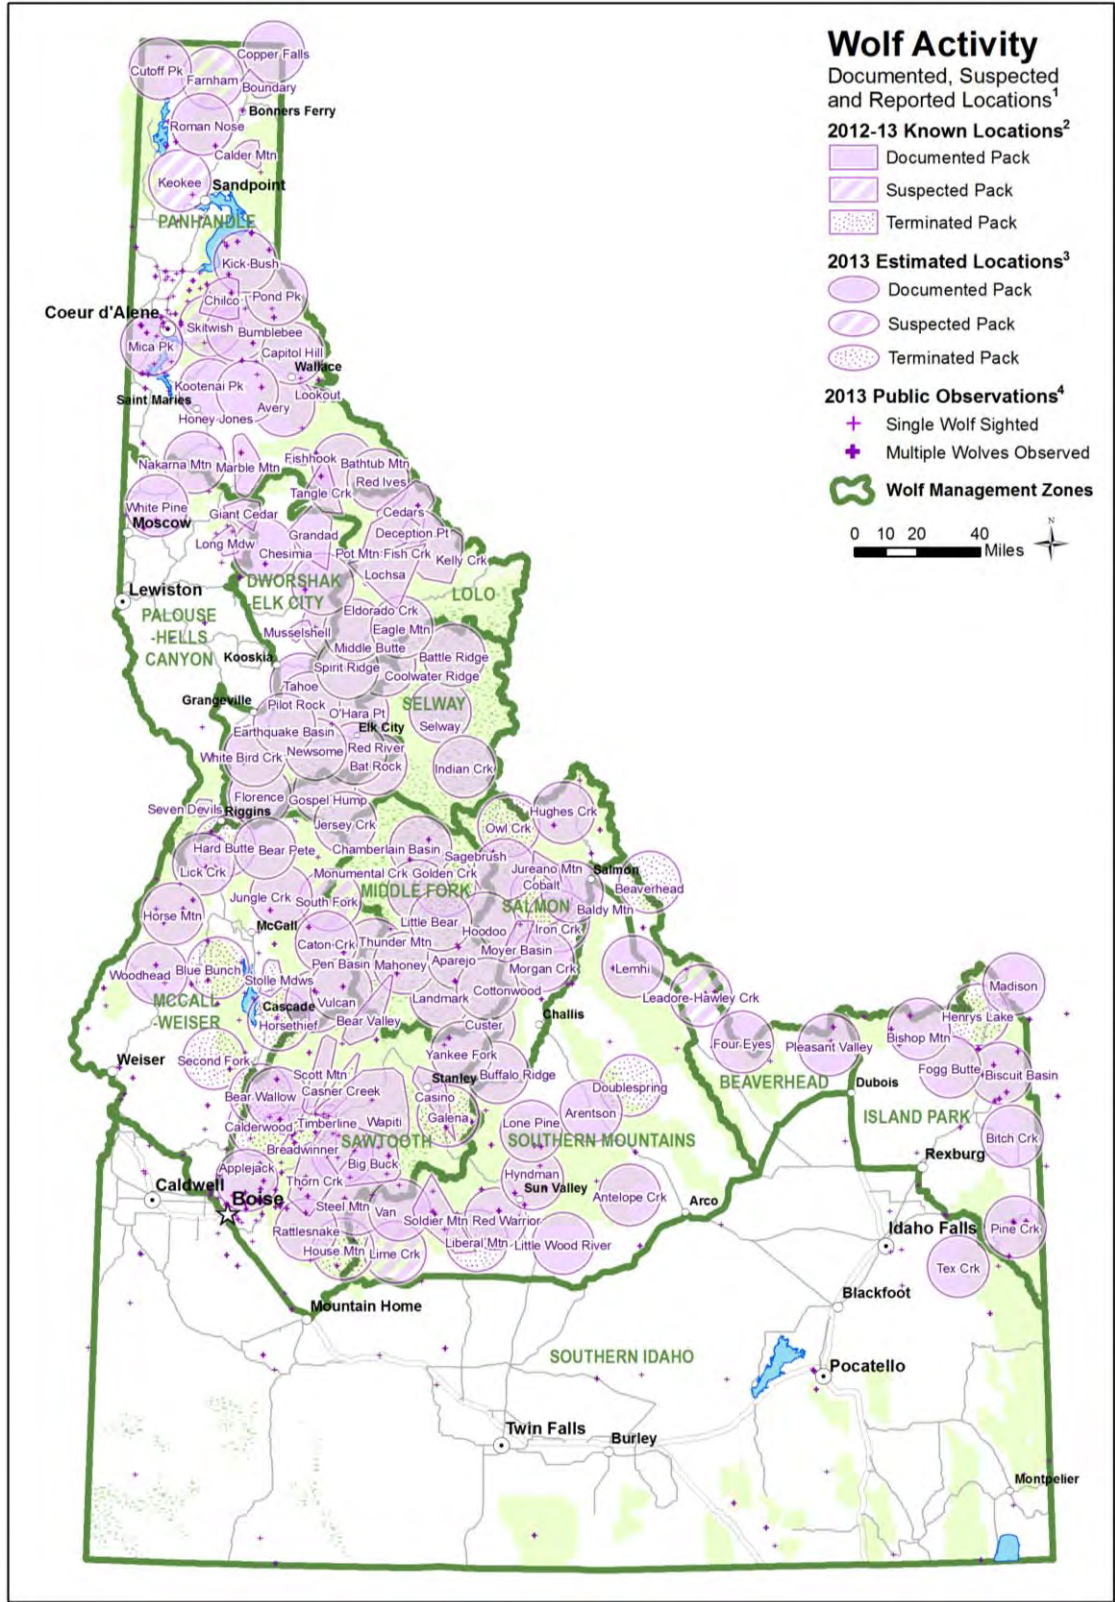 Wolf Activity
Documented, Suspected
and Reported Locations1
2012-13 Known Locations2
Documented Pack
Suspected Pack
Terminated Pack
2013 Estimated Locations3
Documented Pack
Suspected Pack
Terminated Pack
2013 Public Observations4
Single Wolf Sighted
Multiple Wolves Observed
Wolf Management Zones
N
0 10 20 40
Miles
Copper Falls
Cutoff Pk
Farnham
Boundary
Bonners Ferry
Roman Nose
Calder Mtn
Keokee
Sandpoint
PANHANDLE
Kick-Bush
Chilco
Pond Pk
Coeur d'Alene
Skitwish
Bumblebee
Mica Pk
Capitol Hill
Wallace
Kootenai Pk
Lookout
Saint Maries
Avery
Honey Jones
Nakarna Mtn
Marble Mtn
Fishhook
Bathtub Mtn
Red Ives
Tangle Crk
White Pine
Giant Cedar
Cedars
Moscow
Grandad
Deception Pt
Long Mdw
Chesimia
Pot Mtn
Fish Crk
Kelly Crk
Lochsa
DWORSHAK
-ELK CITY
LOLO
Lewiston
PALOUSE
-HELLS
CANYON
Eldorado Crk
Musselshell
Eagle Mtn
Middle Butte
Kooskia
Battle Ridge
Spirit Ridge
Coolwater Ridge
Tahoe
Grangeville
Pilot Rock
SELWAY
O'Hara Pt
Selway
Earthquake Basin
Elk City
White Bird Crk
Newsome
Red River
Bat Rock
Indian Crk
Florence
Gospel Hump
Seven Devils
Riggins
Hughes Crk
Jersey Crk
Owl Crk
Hard Butte
Bear Pete
Chamberlain Basin
Sagebrush
Lick Crk
Monumental Crk
Golden Crk
Jureano Mtn
Salmon
Cobalt
Beaverhead
MIDDLE FORK
Jungle Crk
South Fork
SALMON
Baldy Mtn
Horse Mtn
McCall
Little Bear
Hoodoo
Iron Crk
Caton Crk
Thunder Mtn
Moyer Basin
Woodhead
Blue Bunch
Pen Basin
Mahoney
Aparejo
Morgan Crk
Lemhi
Stolle Mdws
Cottonwood
Leadore-Hawley Crk
Madison
MCCALL
-WEISER
Cascade
Vulcan
Landmark
Horsethief
Bear Valley
Custer
Challis
Henrys Lake
Bishop Mtn
Four Eyes
Pleasant Valley
Weiser
Second Fork
Yankee Fork
Fogg Butte
Biscuit Basin
Scott Mtn
Stanley
Buffalo Ridge
BEAVERHEAD
Dubois
Bear Wallow
Casner Creek
Casino
Doublespring
Arentson
ISLAND PARK
Calderwood
Timberline
Wapiti
Galena
Lone Pine
Bitch Crk
Breadwinner
SAWTOOTH
SOUTHERN MOUNTAINS
Rexburg
Applejack
Big Buck
Thorn Crk
Hyndman
Caldwell
Sun Valley
Antelope Crk
Arco
Boise
Steel Mtn
Van
Soldier Mtn
Red Warrior
Rattlesnake
Idaho Falls
Pine Crk
House Mtn
Lime Crk
Liberal Mtn
Little Wood River
Tex Crk
Mountain Home
Blackfoot
SOUTHERN IDAHO
Pocatello
Twin Falls
Burley
Montpelier